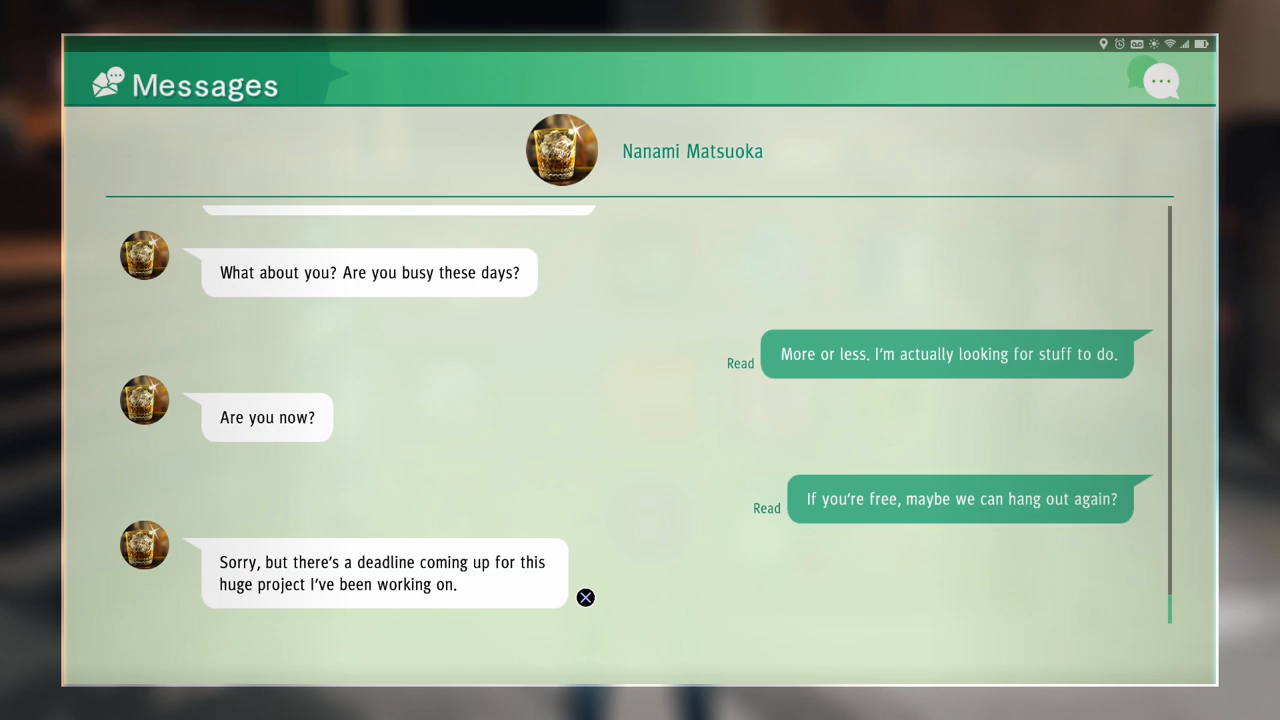 Messages
Nanami Matsuoka
What about you? Are you busy these days?
More or less. I'm actually looking for stuff to do.
Read
Are you now?
If you're free, maybe we can hang out again?
Read
Sorry, but there's a deadline coming up for this
huge project I've been working on.